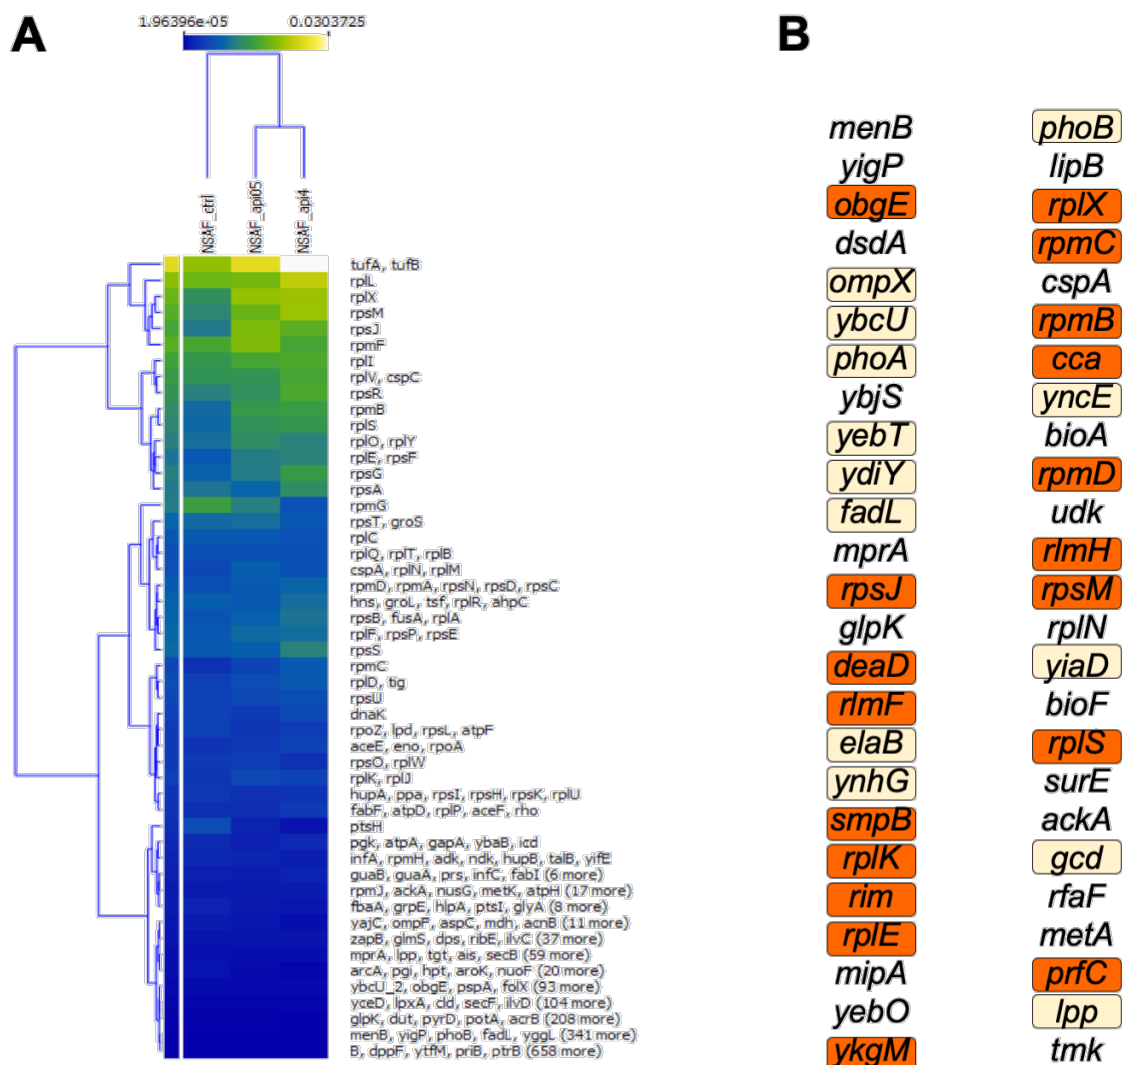 A
B
1.96396e-05 0.0303725
NSAF_ctrl
NSAF_api05
NSAF_api4
tufA, tufB
rplL
rplX
rpsM
rpsJ
rpmF
rplI
rplV, cspC
rpsR
rpmB
rplS
rplO, rplY
rplE, rpsF
rpsG
rpsA
rpmG
rpsT, groS
rplC
rplQ, rplT, rplB
cspA, rplN, rplM
rpmD, rpmA, rpsN, rpsD, rpsC
hns, groL, tsf, rplR, ahpC
rpsB, fusA, rplA
rplF, rpsP, rpsE
rpsS
rpmC
rplD, tig
rpsU
dnaK
rpoZ, lpd, rpsL, atpF
aceE, eno, rpoA
rpsO, rplW
rplK, rplJ
hupA, ppa, rpsI, rpsH, rpsK, rplU
fabF, atpD, rplP, aceF, rho
ptsH
pgk, atpA, gapA, ybaB, icd
infA, rpmH, adk, ndk, hupB, talB, yifE
guaB, guaA, prs, infC, fabI (6 more)
rpmJ, ackA, nusG, metK, atpH (17 more)
fbaA, grpE, hlpA, ptsI, glyA (8 more)
yajC, ompF, aspC, mdh, acnB (11 more)
zapB, glmS, dps, ribE, ilvC (37 more)
mprA, lpp, tgt, ais, secB (59 more)
arcA, pgi, hpt, aroK, nuoF (20 more)
ybcU_2, obgE, pspA, folX (93 more)
yceD, lpxA, cld, secF, ilvD (104 more)
glpK, dut, pyrD, potA, acrB (208 more)
menB, yigP, phoB, fadL, yggL (341 more)
B, dppF, ytfM, priB, ptrB (658 more)
menB
yigP
obgE
dsdA
ompX
ybcU
phoA
ybjS
yebT
ydiY
fadL
mprA
rpsJ
glpK
deaD
rlmF
elaB
ynhG
smpB
rplK
rim
rplE
mipA
yebO
ykgM
phoB
lipB
rplX
rpmC
cspA
rpmB
cca
yncE
bioA
rpmD
udk
rlmH
rpsM
rplN
yiaD
bioF
rplS
surE
ackA
gcd
rfaF
metA
prfC
lpp
tmk